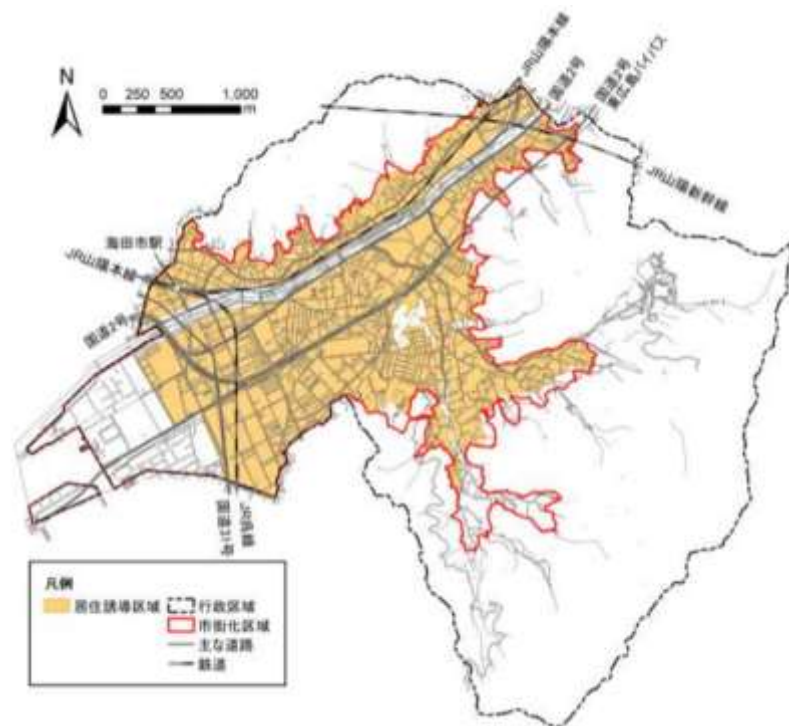 N
0 250 500 1,000
m
JR山陽本線
国道2号
国道2号
東広島バイパス
JR山陽新幹線
海田市駅
JR山陽本線
国道2号
国道31号
JR呉線
凡例
居住誘導区域
行政区域
市街化区域
主な道路
鉄道